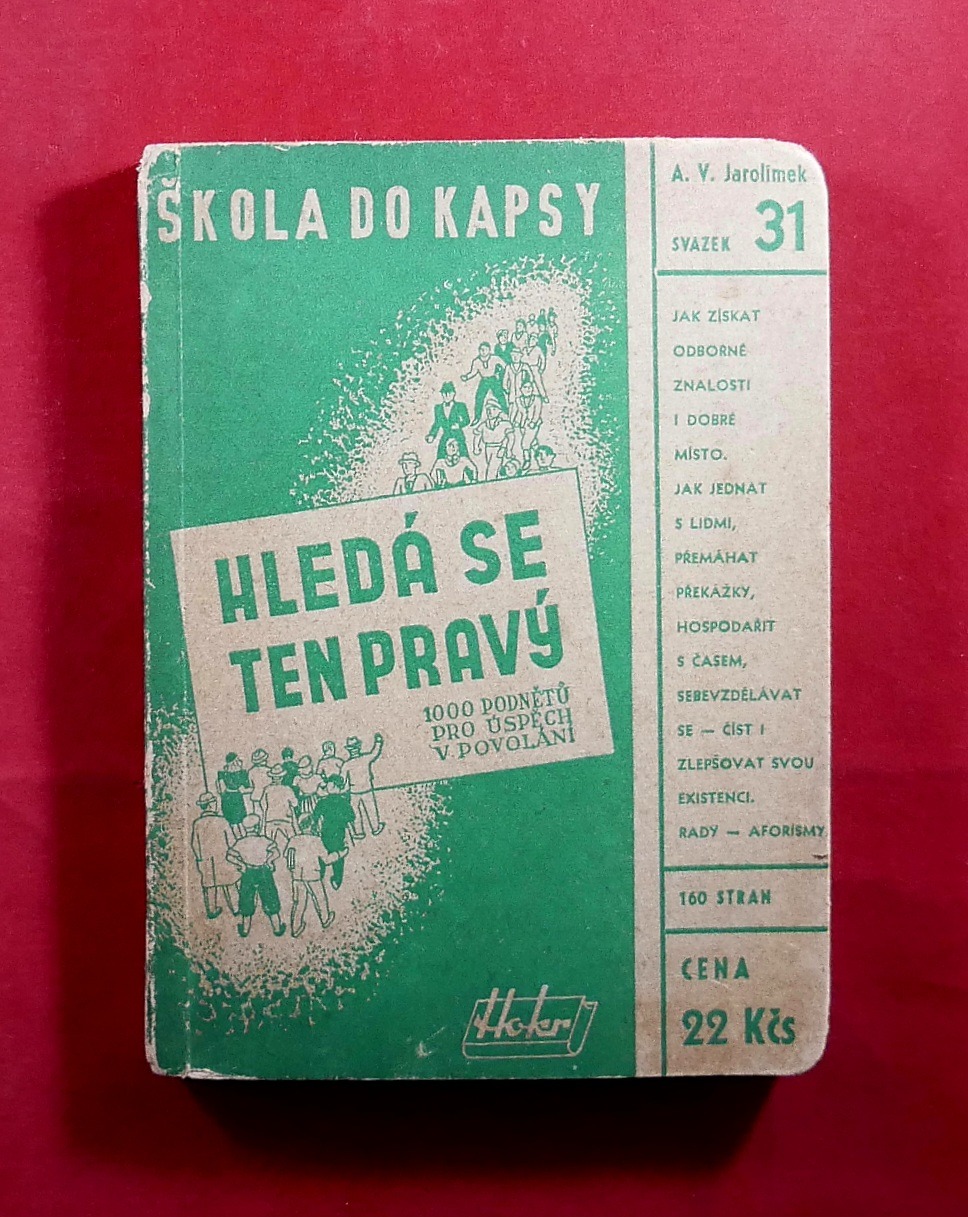 ŠKOLA DO KAPSY
HLEDÁ SE
TEN PRAVÝ
1000 PODNĚTŮ
PRO ÚSPĚCH
V POVOLÁNÍ
Hokr
A. V. Jarolímek
SVAZEK 31
JAK ZÍSKAT
ODBORNÉ
ZNALOSTI
I DOBRÉ
MÍSTO.
JAK JEDNAT
S LIDMI,
PŘEMÁHAT
PŘEKÁŽKY,
HOSPODAŘIT
S ČASEM,
SEBEVZDĚLÁVAT
SE — ČÍST I
ZLEPŠOVAT SVOU
EXISTENCI.
RADY — AFORISMY
160 STRAN
CENA
22 Kčs